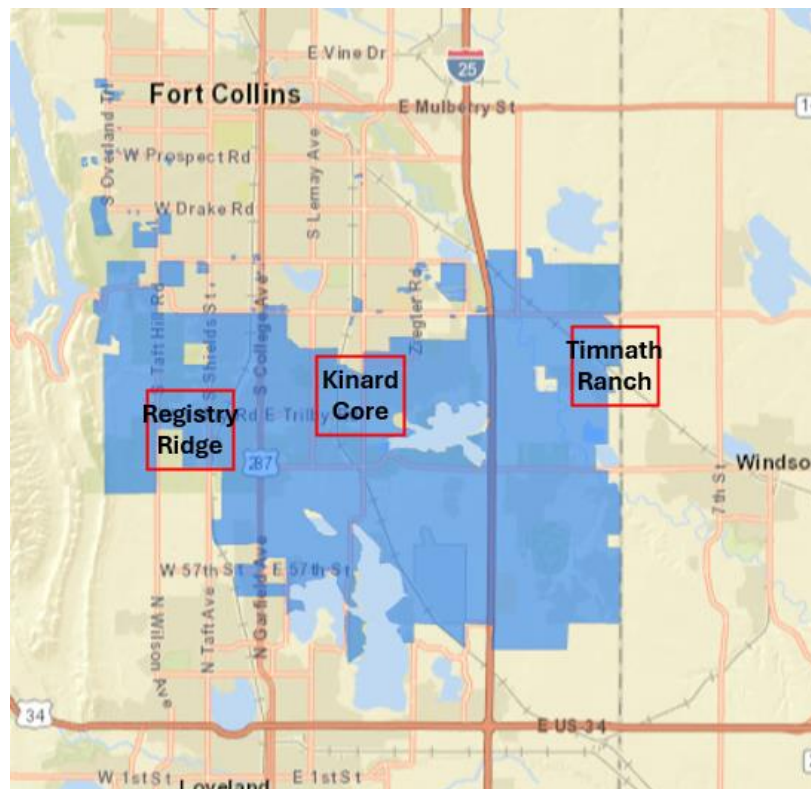 E Vine Dr
25
Fort Collins
E Mulberry St
S Overland Trl
S Lemay Ave
W Prospect Rd
W Drake Rd
S Taft Hill Rd
S Shields St
S College Ave
Ziegler Rd
Timnath
Ranch
Kinard
Core
Registry
Ridge
Rd E Trilby
287
Windso
7th St
W 57th St
E 57th St
N Wilson Ave
N Taft Ave
N Garfield Ave
34
E US-34
W 1st St
E 1st St
Loveland